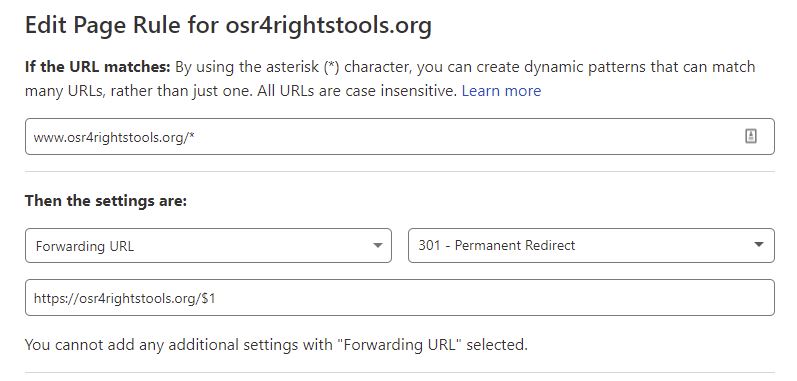 Edit Page Rule for osr4rightstools.org
If the URL matches: By using the asterisk (*) character, you can create dynamic patterns that can match
many URLs, rather than just one. All URLs are case insensitive. Learn more
www.osr4rightstools.org/*
Then the settings are:
Forwarding URL
301 - Permanent Redirect
https://osr4rightstools.org/$1
You cannot add any additional settings with "Forwarding URL" selected.